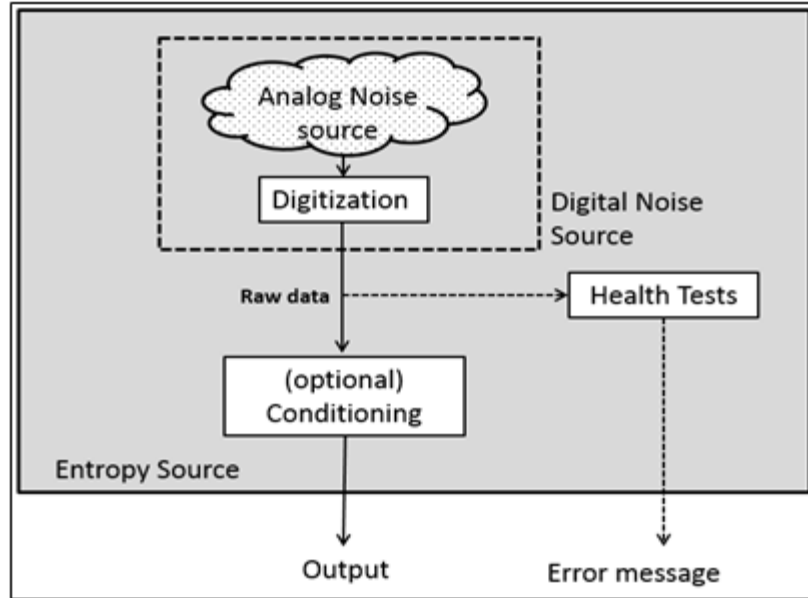 Analog Noise
source
Digitization
Digital Noise
Source
Raw data
Health Tests
(optional)
Conditioning
Entropy Source
Output
Error message